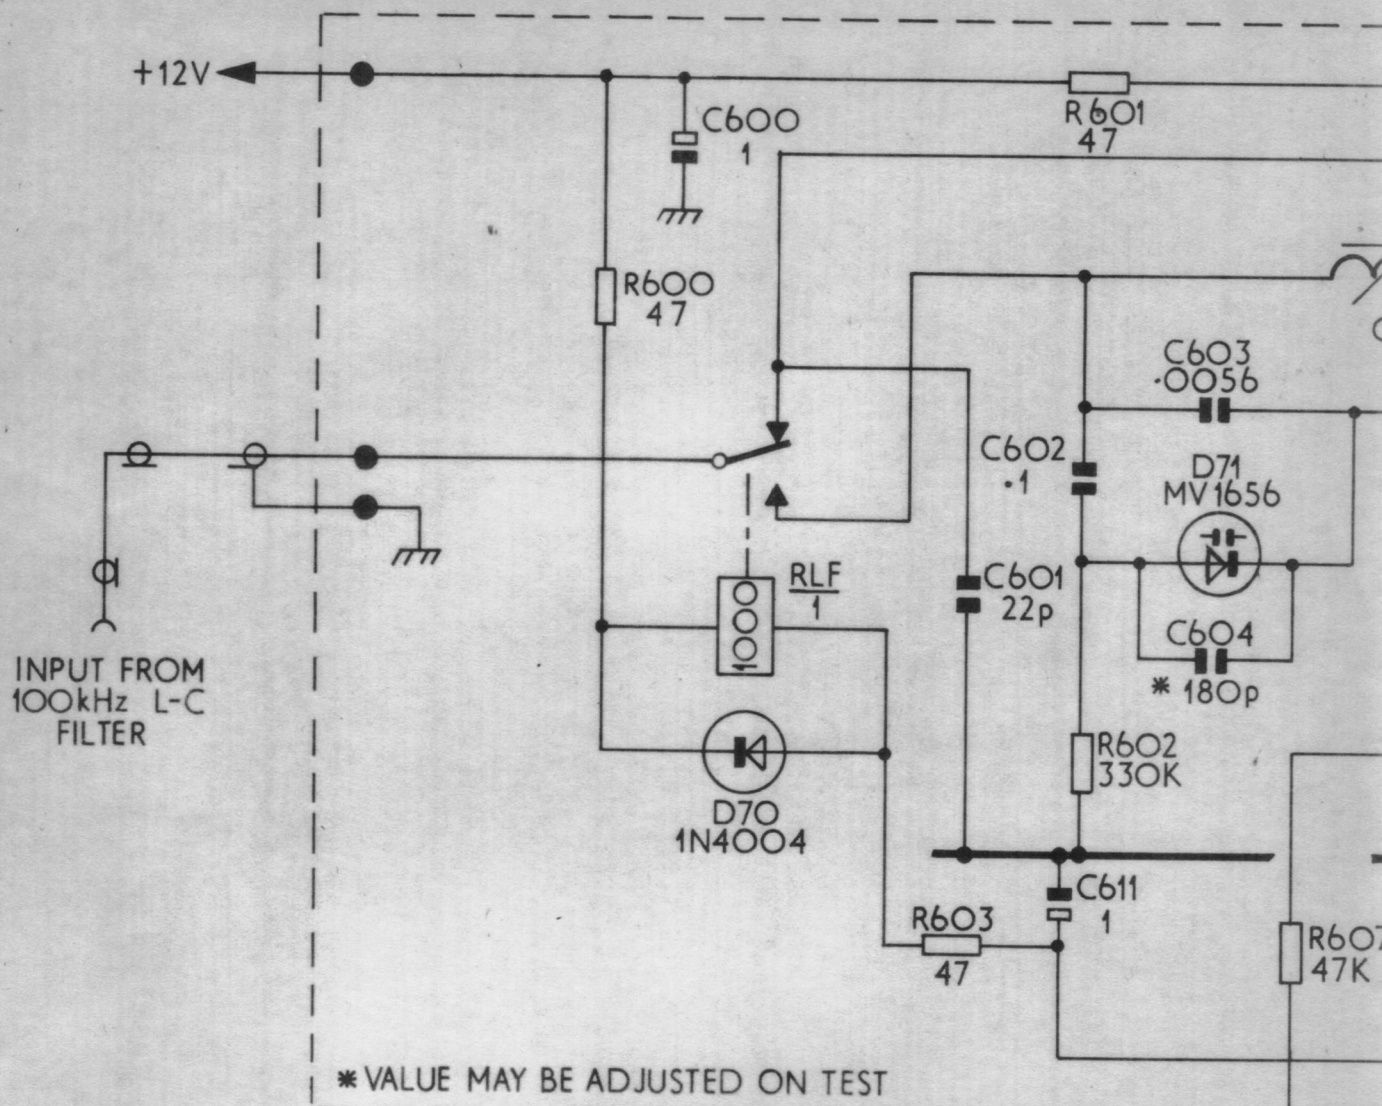 +12V
C600
1
R601
47
R600
47
C603
.0056
C602
.1
D71
MV1656
RLF
1
C601
22p
C604
* 180p
INPUT FROM
100kHz L-C
FILTER
R602
330K
D70
1N4004
C611
1
R603
47
R607
47K
* VALUE MAY BE ADJUSTED ON TEST